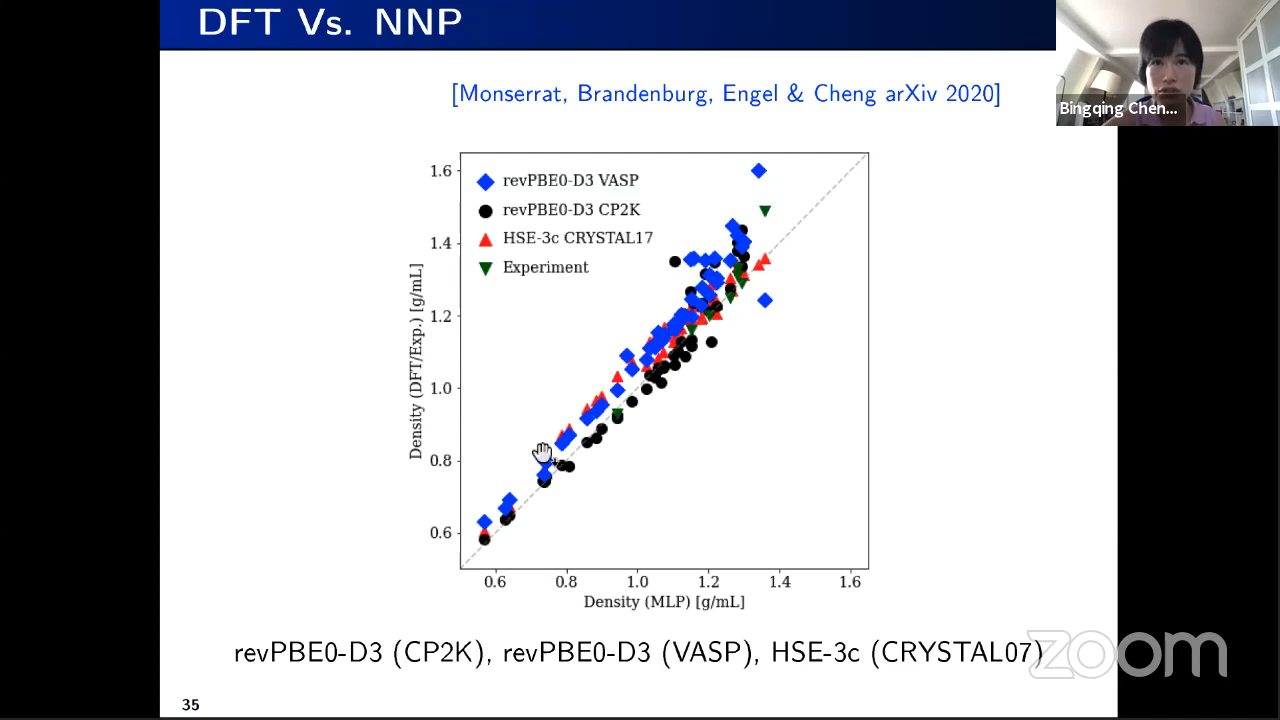 DFT Vs. NNP
Bingqing Chen...
[Monserrat, Brandenburg, Engel & Cheng arXiv 2020]
revPBE0-D3 VASP
revPBE0-D3 CP2K
HSE-3c CRYSTAL17
Experiment
1.6
1.4
1.2
1.0
0.8
0.6
Density (DFT/Exp.) [g/mL]
0.6 0.8 1.0 1.2 1.4 1.6
Density (MLP) [g/mL]
revPBE0-D3 (CP2K), revPBE0-D3 (VASP), HSE-3c (CRYSTAL07)
zoom
35